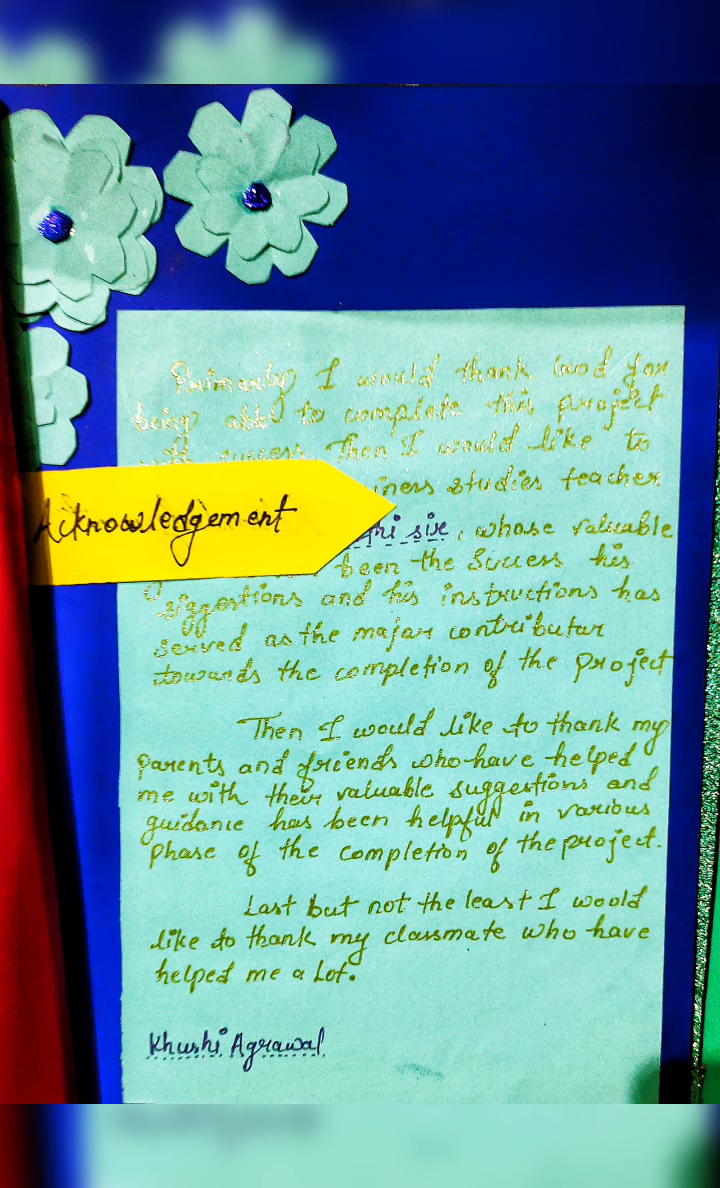 Primarly I would thank God for
being able to complete this project
with success. Then I would like to
studies teacher
Acknowledgement
sir, whose valuable
been the Success his
siggestions and his instructions has
served as the major contributar
towards the completion of the project
Then I would like to thank my
parents and friends who have helped
me with their valuable suggestions and
guidance has been helpful in various
phase of the completion of the project.
Last but not the least I would
like to thank my classmate who have
helped me a Lot.
Khushi Agrawal